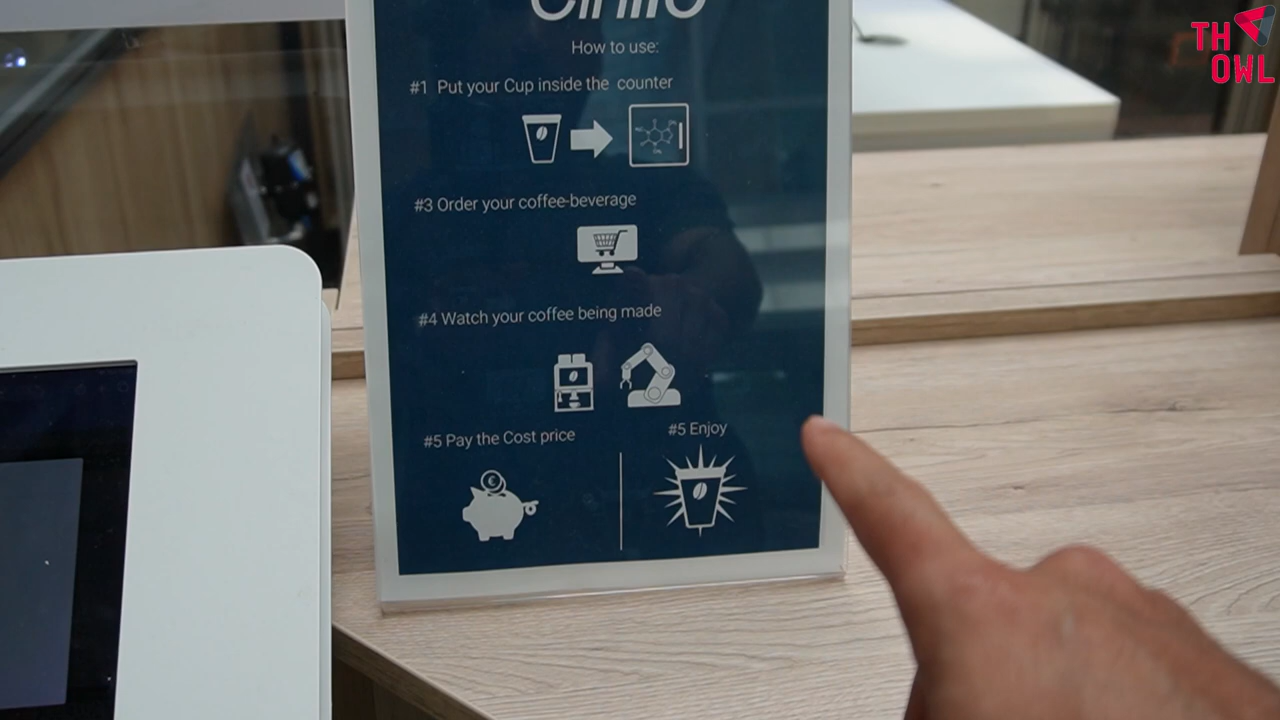 How to use:
#1 Put your Cup inside the counter
#3 Order your coffee-beverage
#4 Watch your coffee being made
#5 Pay the Cost price
#5 Enjoy
€
TH OWL